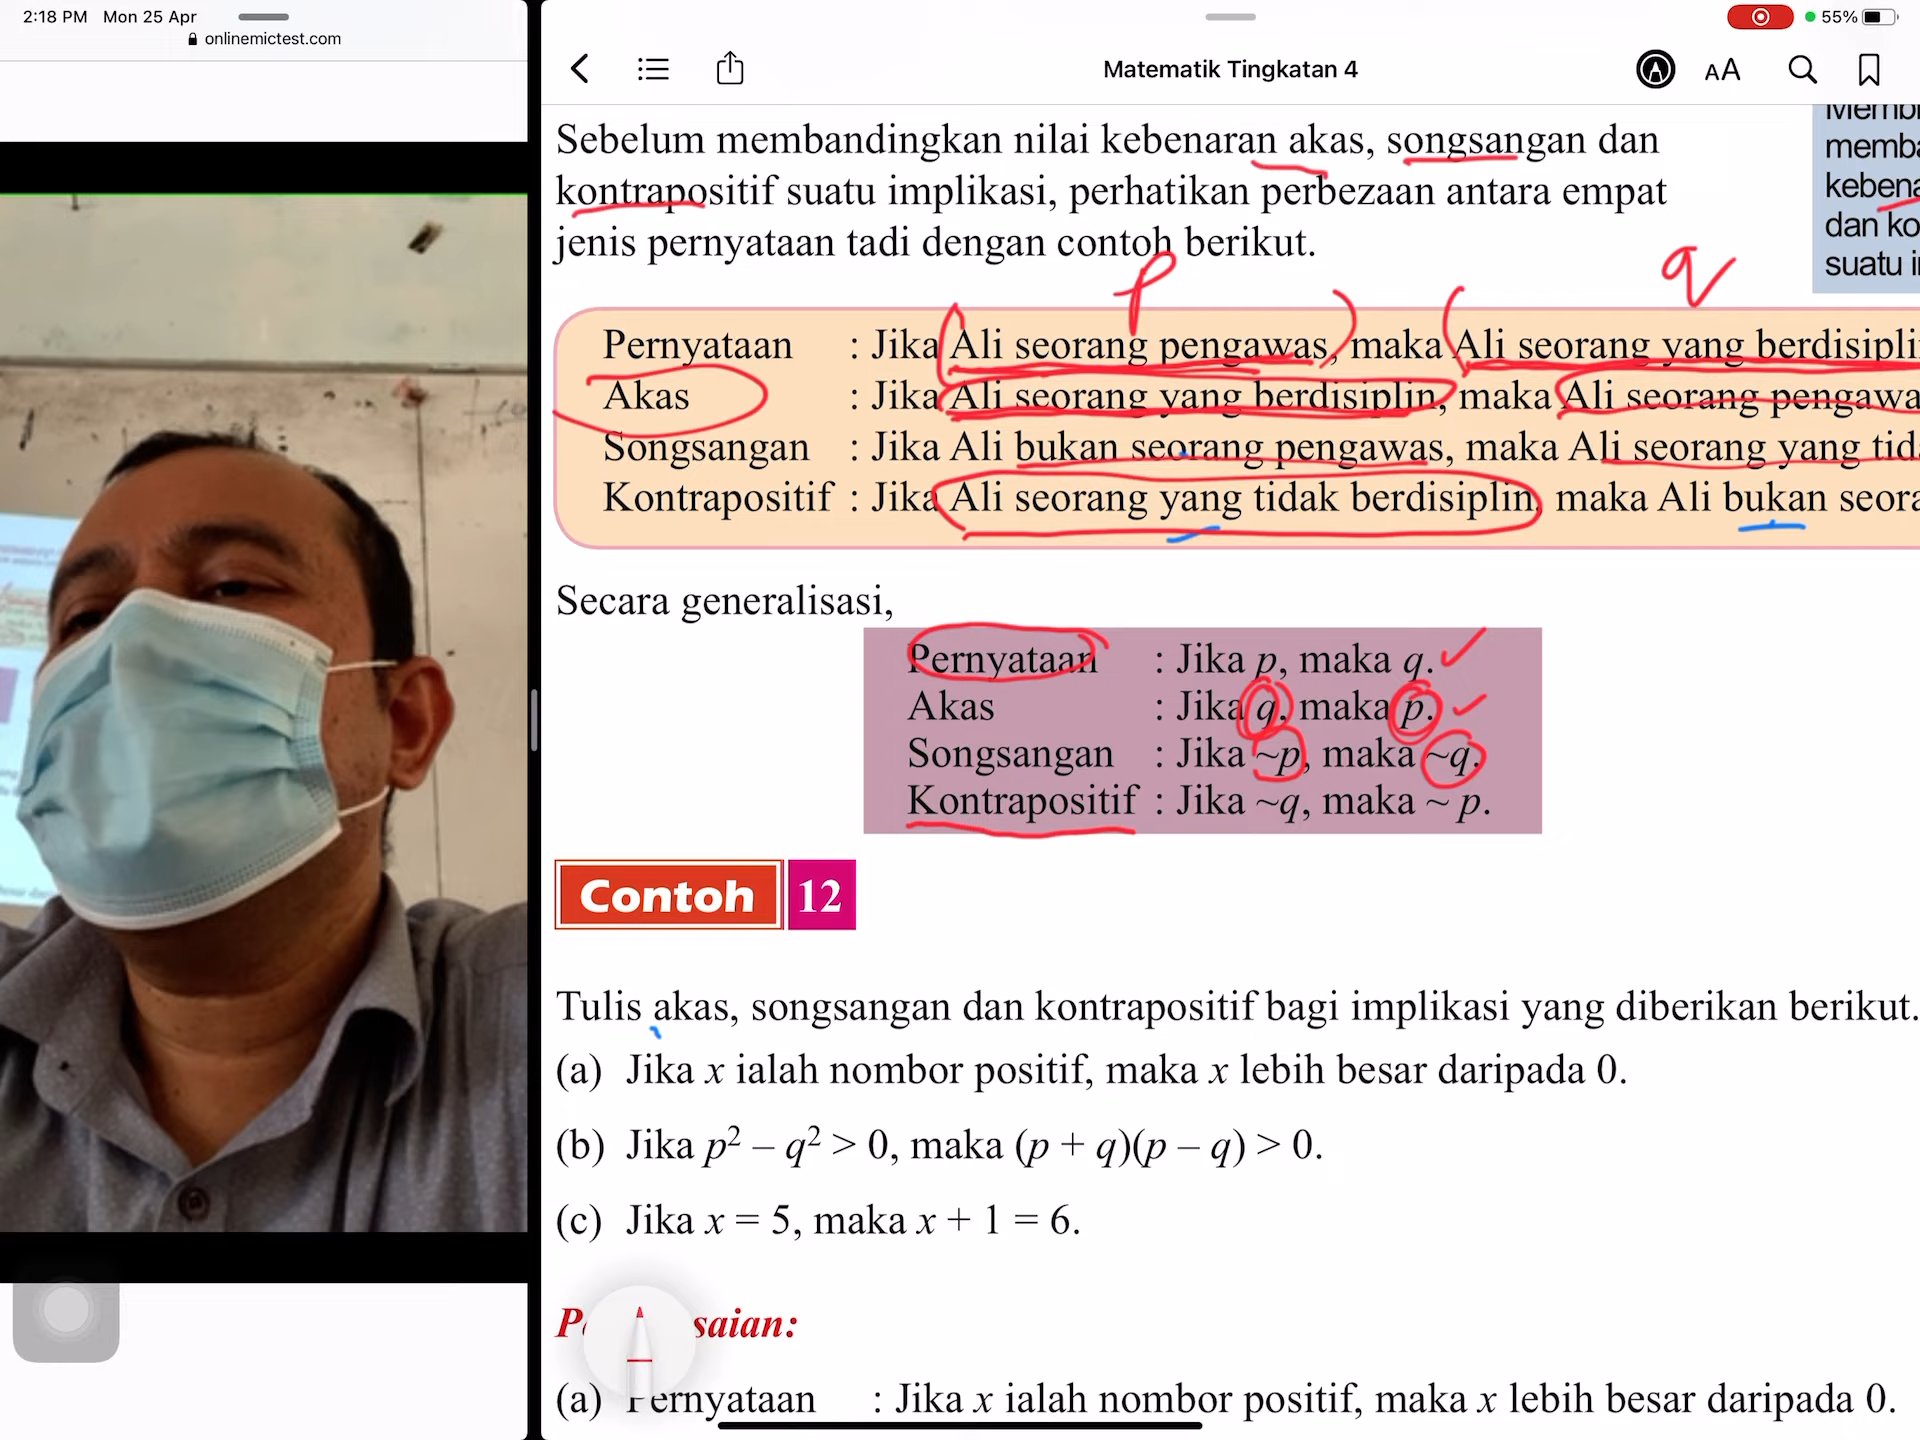 2:18 PM Mon 25 Apr
onlinemictest.com
55%
Matematik Tingkatan 4
AA
Sebelum membandingkan nilai kebenaran akas, songsangan dan
kontrapositif suatu implikasi, perhatikan perbezaan antara empat
jenis pernyataan tadi dengan contoh berikut.
memba
kebena
dan ko
suatu i
p
q
Pernyataan : Jika Ali seorang pengawas, maka Ali seorang yang berdisipli
Akas : Jika Ali seorang yang berdisiplin, maka Ali seorang pengawa
Songsangan : Jika Ali bukan seorang pengawas, maka Ali seorang yang tid
Kontrapositif : Jika Ali seorang yang tidak berdisiplin, maka Ali bukan seora
Secara generalisasi,
Pernyataan : Jika p, maka q.
Akas : Jika q, maka p.
Songsangan : Jika ~p, maka ~q.
Kontrapositif : Jika ~q, maka ~ p.
Contoh 12
Tulis akas, songsangan dan kontrapositif bagi implikasi yang diberikan berikut.
(a) Jika x ialah nombor positif, maka x lebih besar daripada 0.
(b) Jika p² – q² > 0, maka (p + q)(p – q) > 0.
(c) Jika x = 5, maka x + 1 = 6.
saian:
(a) Pernyataan : Jika x ialah nombor positif, maka x lebih besar daripada 0.